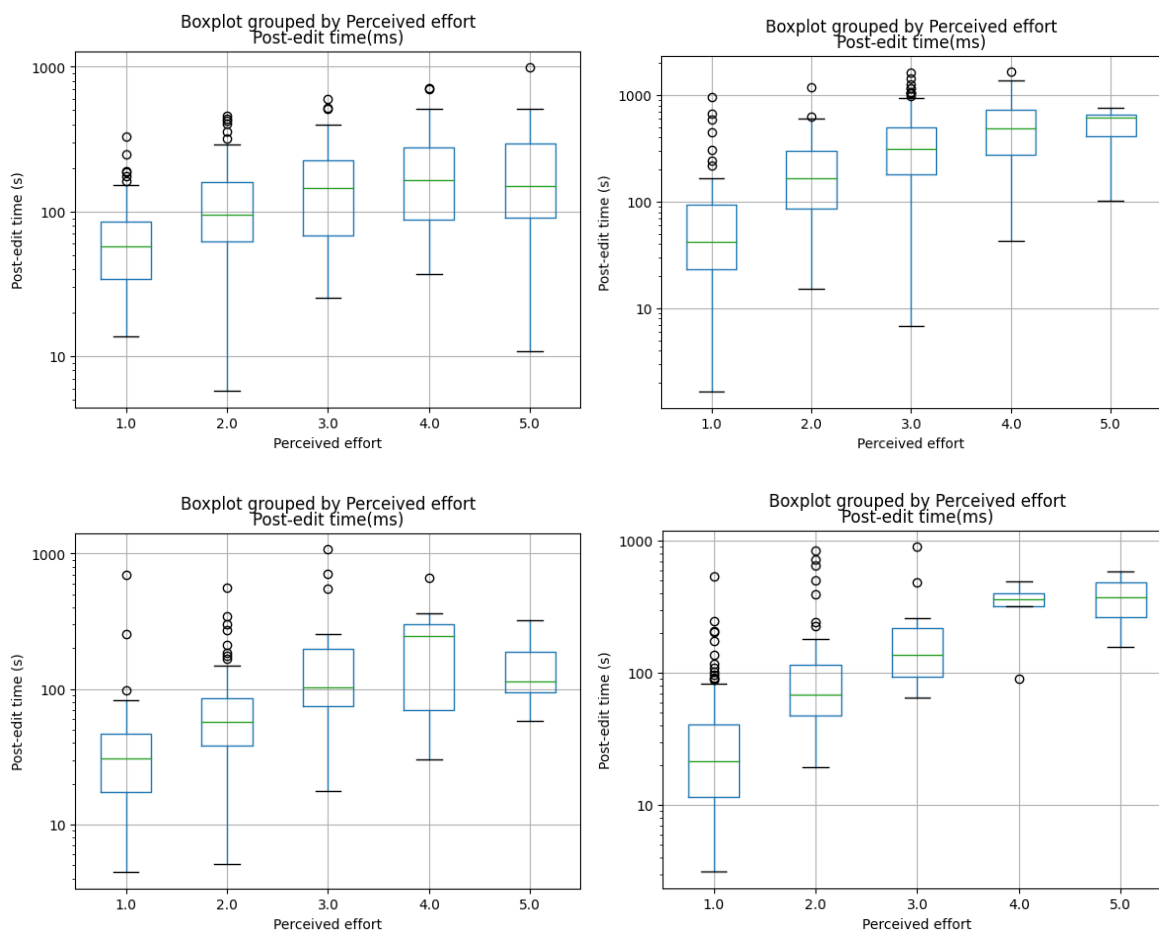 Boxplot grouped by Perceived effort
Post-edit time(ms)
1000
100
10
Post-edit time (s)
1.0 2.0 3.0 4.0 5.0
Perceived effort
Boxplot grouped by Perceived effort
Post-edit time(ms)
1000
100
10
Post-edit time (s)
1.0 2.0 3.0 4.0 5.0
Perceived effort
Boxplot grouped by Perceived effort
Post-edit time(ms)
1000
100
10
Post-edit time (s)
1.0 2.0 3.0 4.0 5.0
Perceived effort
Boxplot grouped by Perceived effort
Post-edit time(ms)
1000
100
10
Post-edit time (s)
1.0 2.0 3.0 4.0 5.0
Perceived effort